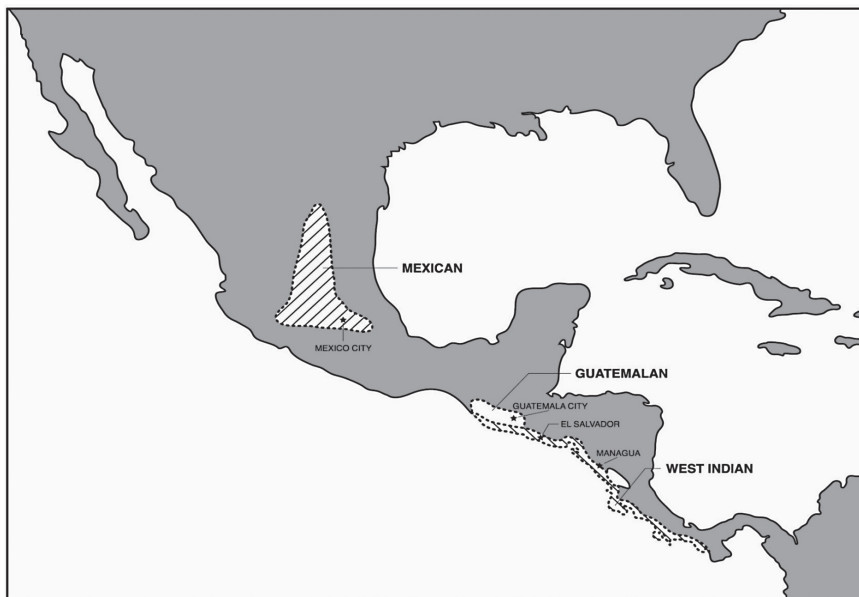 MEXICAN
MEXICO CITY
GUATEMALAN
GUATEMALA CITY
EL SALVADOR
MANAGUA
WEST INDIAN